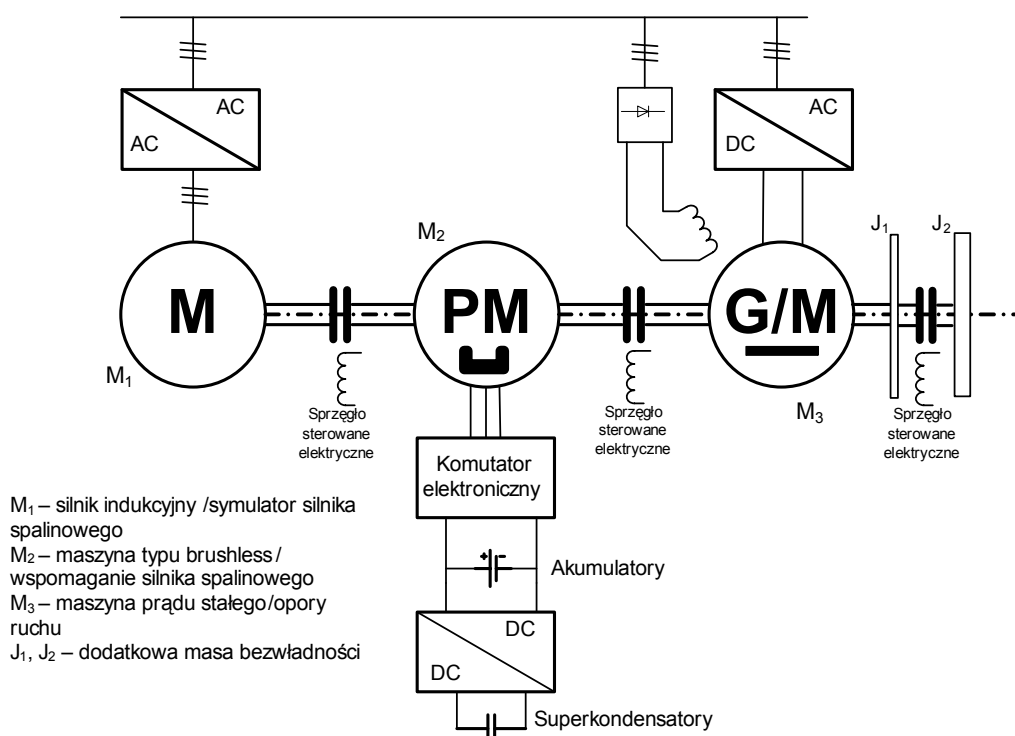 AC
AC
AC
DC
M₂
J₁
J₂
M
PM
G/M
M₁
M₃
Sprzęgło
sterowane
elektryczne
Sprzęgło
sterowane
elektryczne
Sprzęgło
sterowane
elektryczne
Komutator
elektroniczny
M₁ – silnik indukcyjny /symulator silnika
spalinowego
M₂ – maszyna typu brushless /
wspomaganie silnika spalinowego
M₃ – maszyna prądu stałego/opory
ruchu
J₁, J₂ – dodatkowa masa bezwładności
+ -
Akumulatory
DC
DC
Superkondensatory